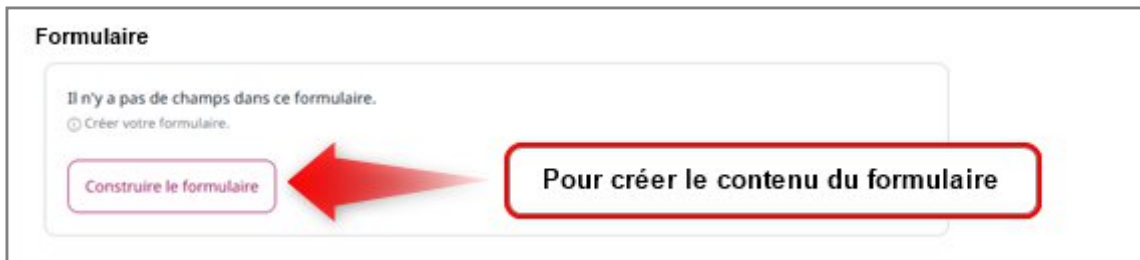 Formulaire
Il n'y a pas de champs dans ce formulaire.
Créer votre formulaire.
Construire le formulaire
Pour créer le contenu du formulaire